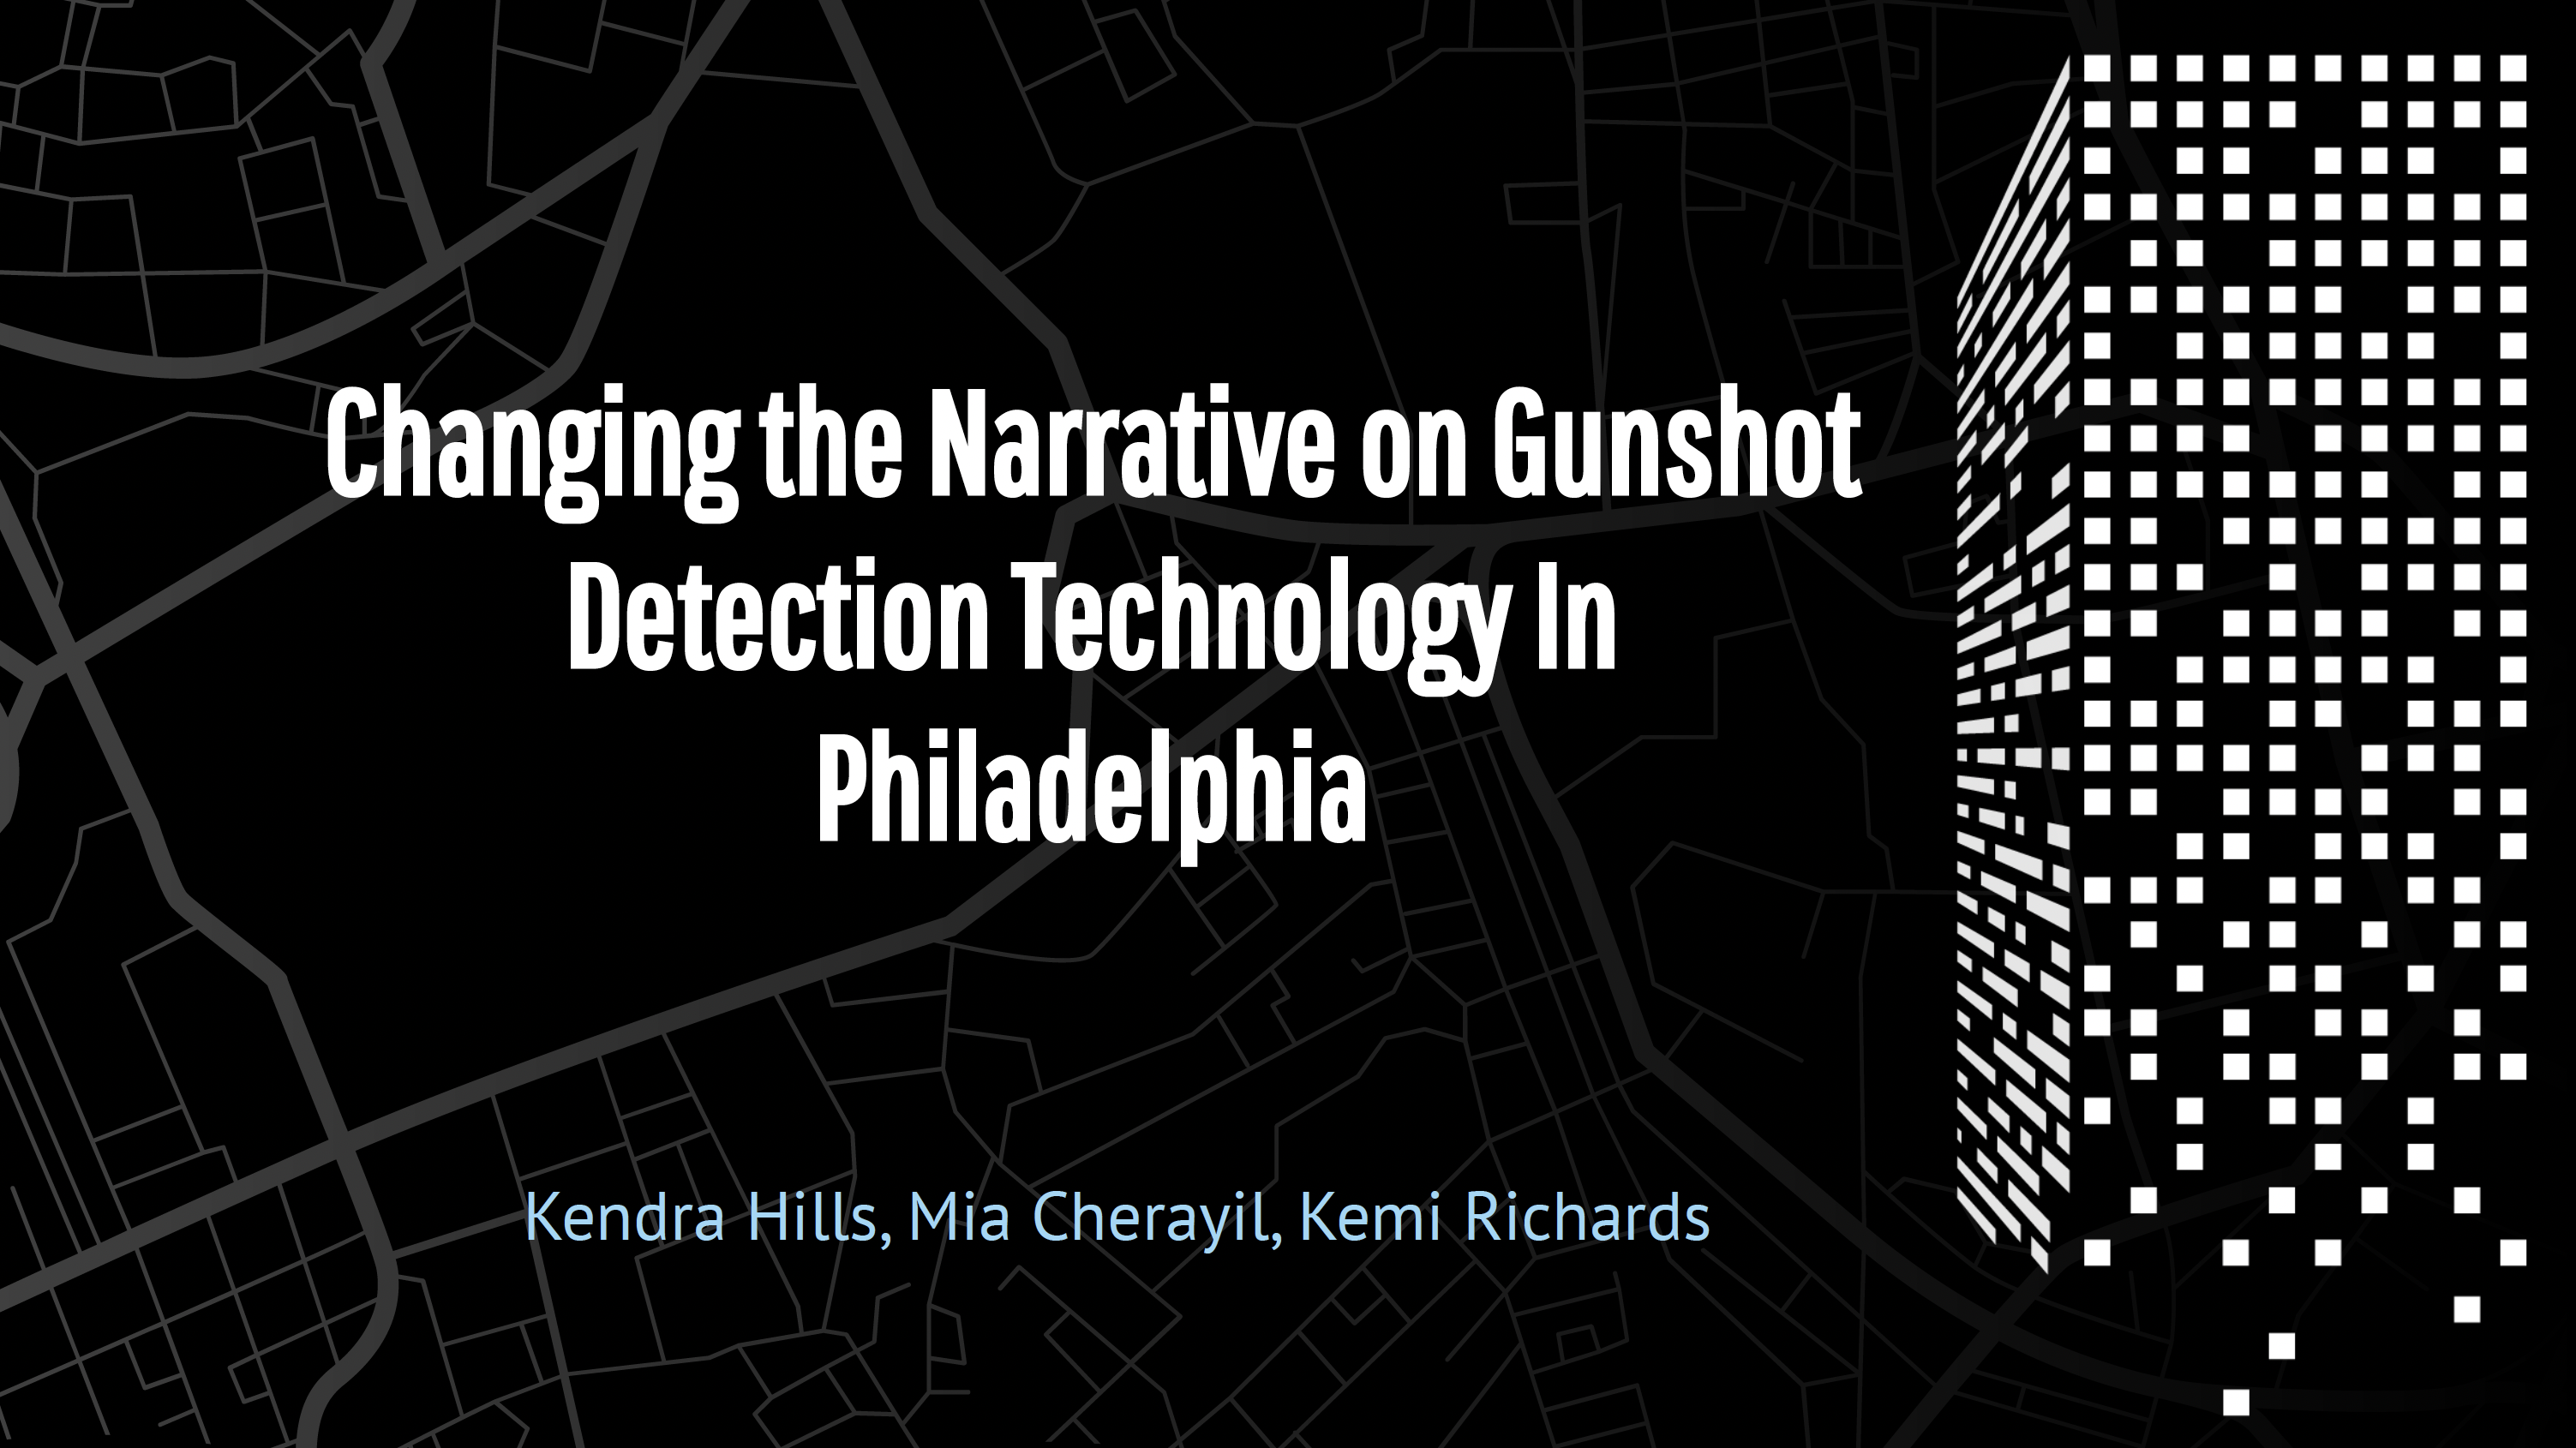 Changing the Narrative on Gunshot
Detection Technology In
Philadelphia
Kendra Hills, Mia Cherayil, Kemi Richards